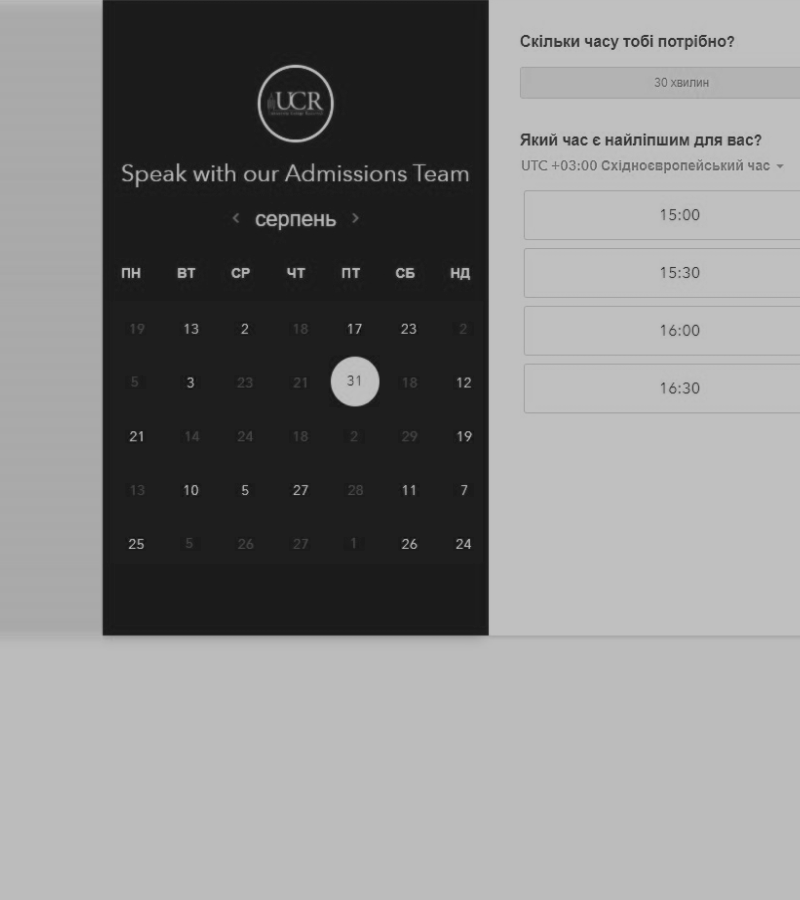 UCR
Speak with our Admissions Team
серпень
ПН ВТ СР ЧТ ПТ СБ НД
19 13 2 18 17 23 2
5 3 23 21 31 18 12
21 14 24 18 2 29 19
13 10 5 27 28 11 7
25 5 26 27 1 26 24
Скільки часу тобі потрібно?
30 хвилин
Який час є найліпшим для вас?
UTC +03:00 Східноєвропейський час
15:00
15:30
16:00
16:30